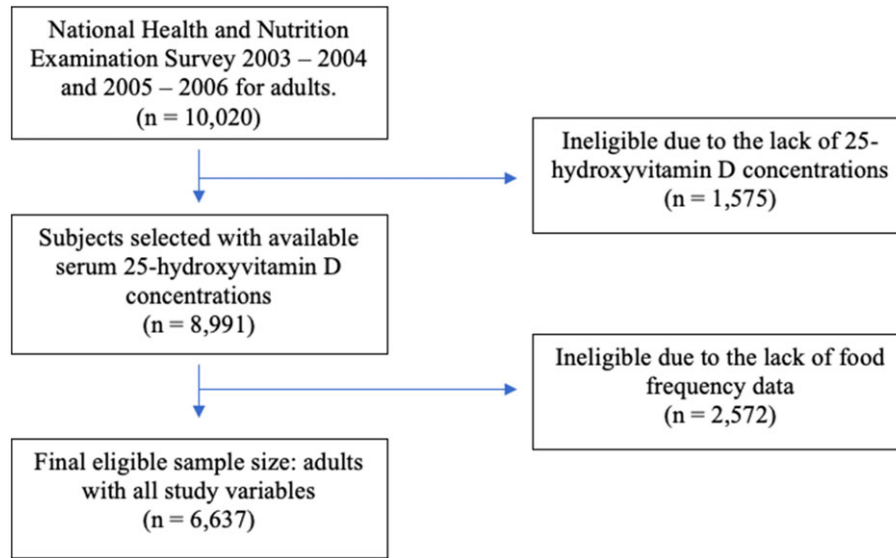 National Health and Nutrition
Examination Survey 2003 – 2004
and 2005 – 2006 for adults.
(n = 10,020)
Ineligible due to the lack of 25-
hydroxyvitamin D concentrations
(n = 1,575)
Subjects selected with available
serum 25-hydroxyvitamin D
concentrations
(n = 8,991)
Ineligible due to the lack of food
frequency data
(n = 2,572)
Final eligible sample size: adults
with all study variables
(n = 6,637)